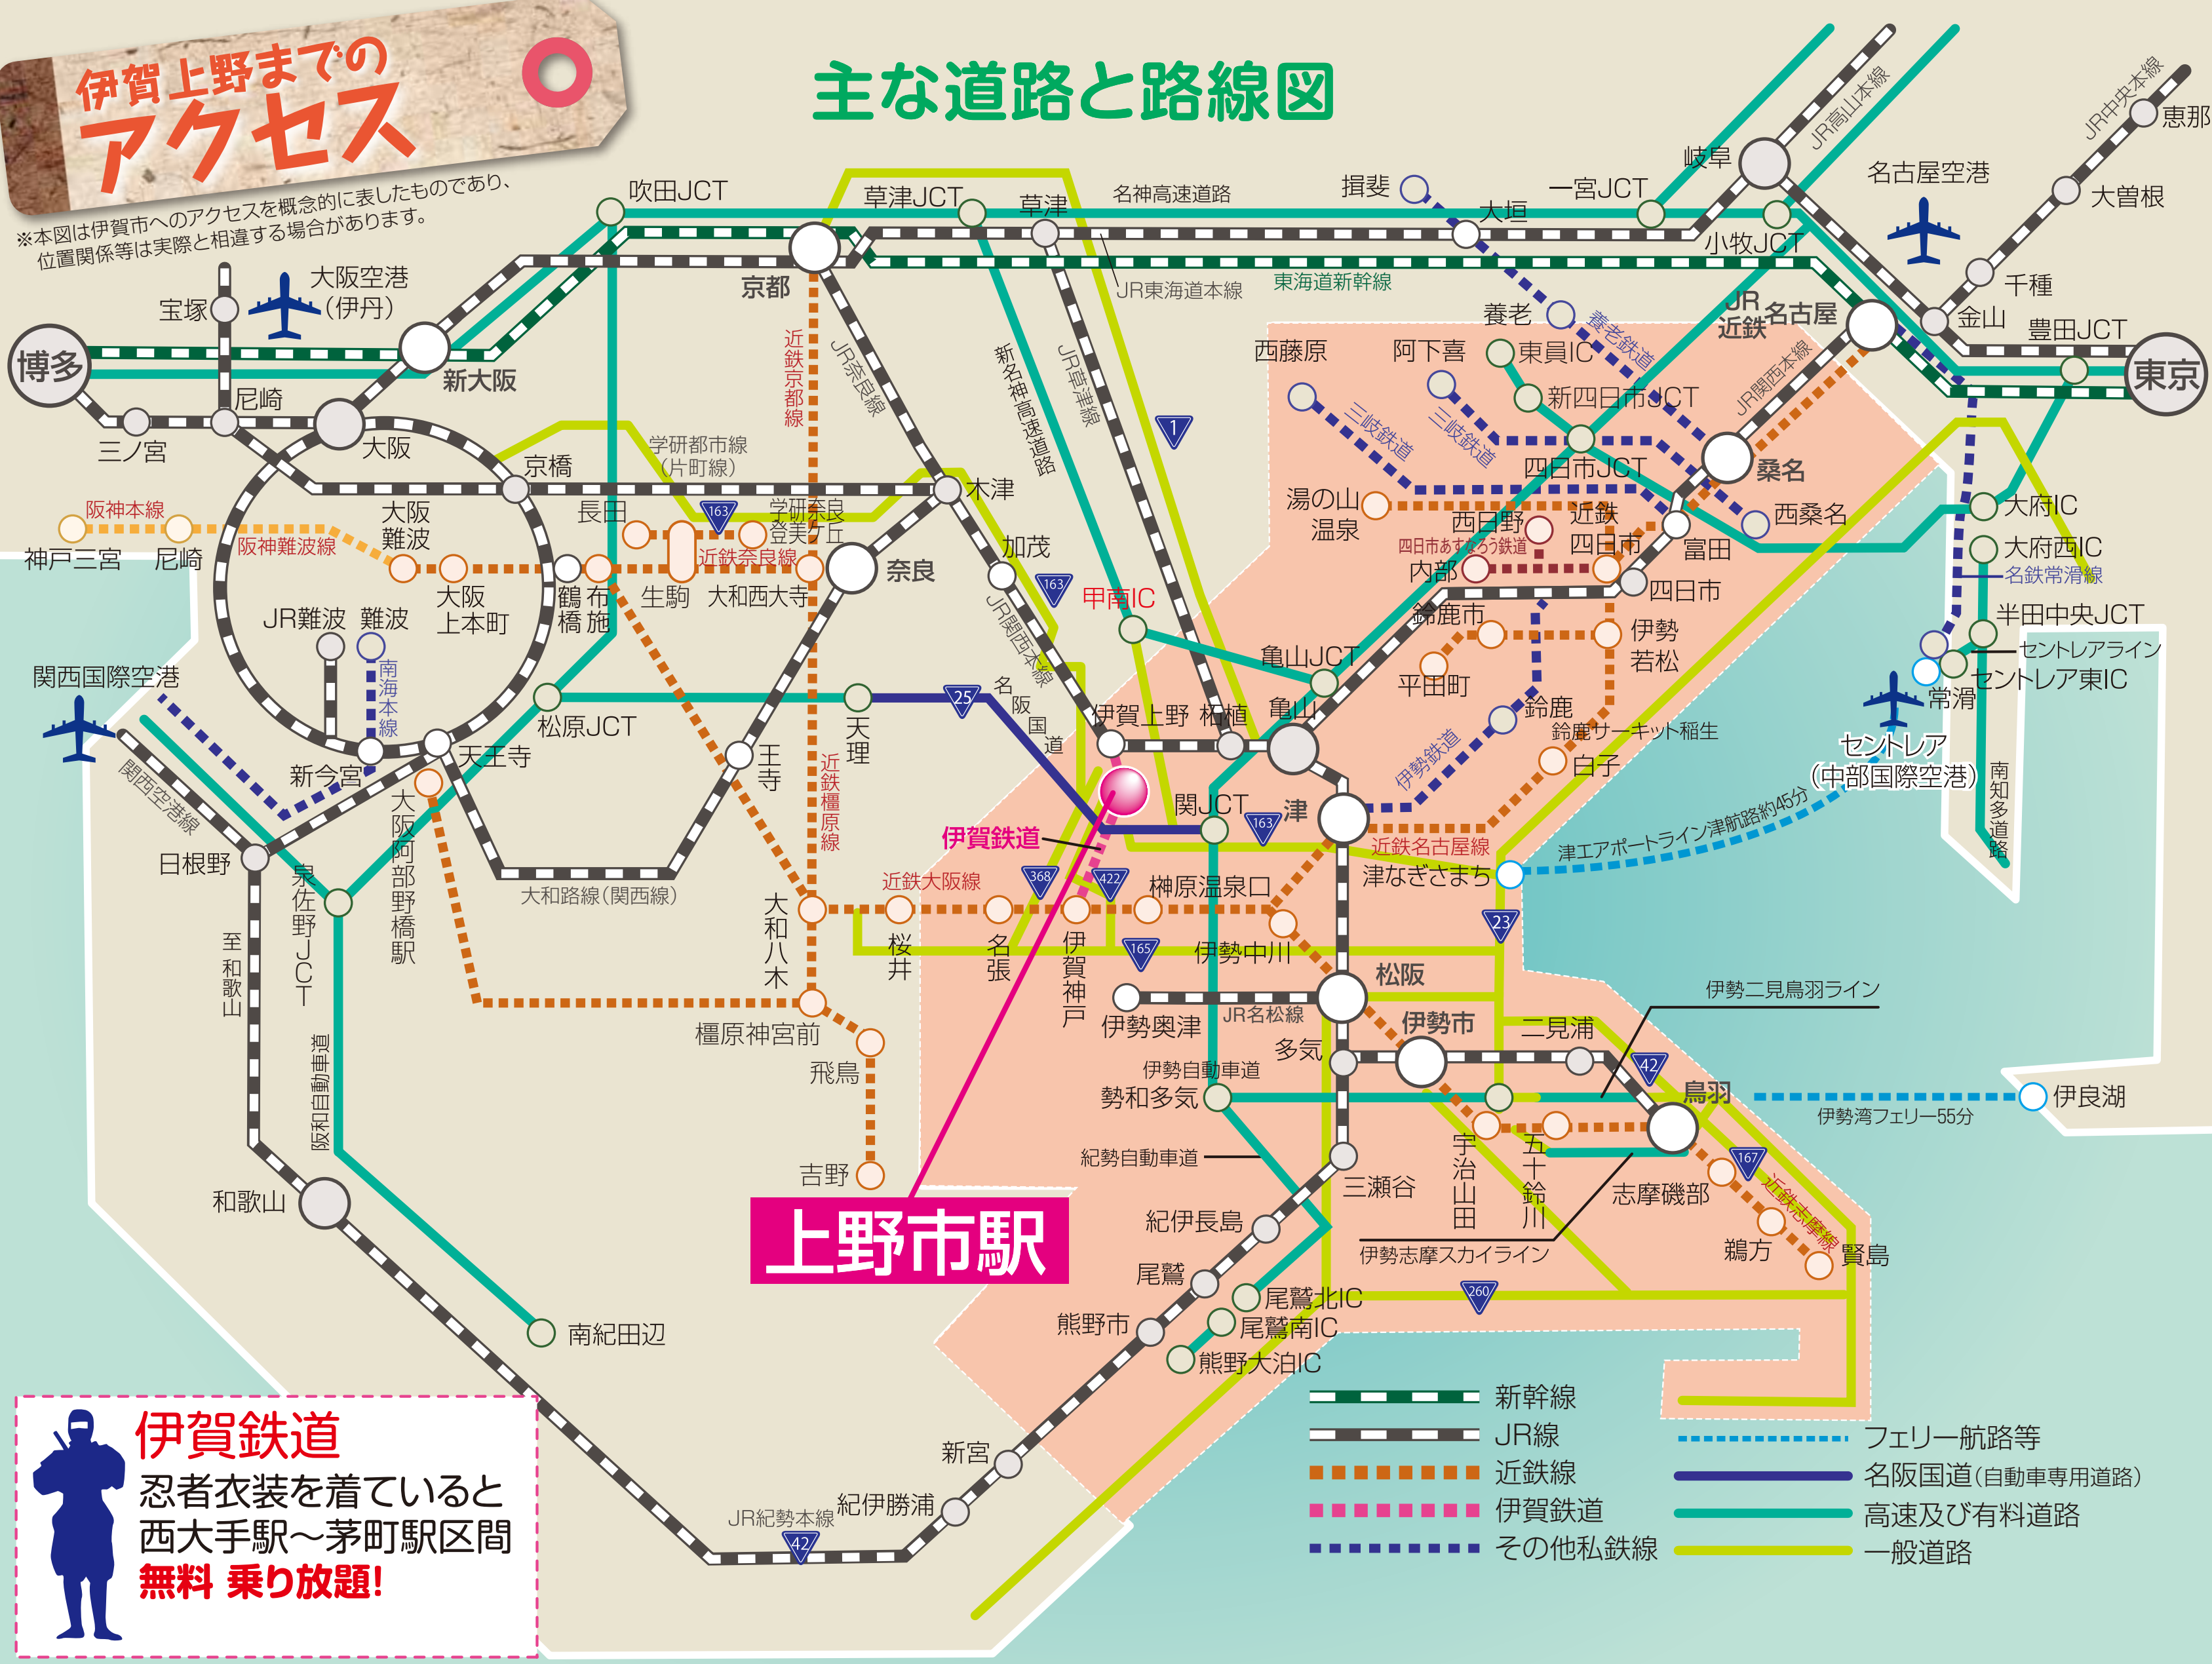 伊賀上野までの
アクセス
※本図は伊賀市へのアクセスを概念的に表したものであり、
位置関係等は実際と相違する場合があります。
主な道路と路線図
吹田JCT
草津JCT
草津
名神高速道路
揖斐
大垣
一宮JCT
小牧JCT
岐阜
JR高山本線
名古屋空港
JR中央本線
恵那
大曽根
千種
金山
豊田JCT
東京
JR
近鉄
名古屋
宝塚
大阪空港
（伊丹）
博多
三ノ宮
尼崎
新大阪
大阪
京都
JR東海道本線
東海道新幹線
近鉄京都線
JR奈良線
新名神高速道路
JR草津線
1
養老
養老鉄道
西藤原
阿下喜
東員IC
新四日市JCT
三岐鉄道
三岐鉄道
四日市JCT
JR関西本線
桑名
西桑名
富田
湯の山
温泉
西日野
近鉄
四日市
四日市あすなろう鉄道
内部
四日市
大府IC
大府西IC
名鉄常滑線
半田中央JCT
セントレアライン
セントレア東IC
常滑
セントレア
（中部国際空港）
南知多道路
京橋
学研都市線
（片町線）
木津
長田
163
学研奈良
登美ケ丘
近鉄奈良線
阪神本線
神戸三宮
尼崎
阪神難波線
大阪
難波
大阪
上本町
鶴橋
布施
生駒
大和西大寺
奈良
加茂
163
JR関西本線
甲南IC
JR難波
難波
南海本線
関西国際空港
関西空港線
新今宮
天王寺
松原JCT
天理
25
名阪国道
王寺
近鉄橿原線
伊賀上野
柘植
亀山
亀山JCT
鈴鹿市
平田町
伊勢
若松
鈴鹿
鈴鹿サーキット稲生
伊勢鉄道
白子
津
関JCT
163
近鉄名古屋線
津なぎさまち
津エアポートライン津航路約45分
日根野
泉佐野JCT
大阪阿部野橋駅
大和路線（関西線）
伊賀鉄道
至 和歌山
阪和自動車道
大和八木
近鉄大阪線
368
422
桜井
名張
伊賀神戸
榊原温泉口
165
伊勢中川
23
橿原神宮前
飛鳥
吉野
伊勢奥津
JR名松線
松阪
伊勢市
二見浦
伊勢二見鳥羽ライン
42
多気
伊勢自動車道
勢和多気
鳥羽
伊勢湾フェリー55分
伊良湖
紀勢自動車道
三瀬谷
宇治山田
五十鈴川
167
志摩磯部
近鉄志摩線
伊勢志摩スカイライン
鵜方
賢島
上野市駅
紀伊長島
尾鷲
260
尾鷲北IC
尾鷲南IC
熊野市
熊野大泊IC
和歌山
南紀田辺
新宮
紀伊勝浦
JR紀勢本線
42
伊賀鉄道
忍者衣装を着ていると
西大手駅～茅町駅区間
無料 乗り放題!
新幹線
JR線
近鉄線
伊賀鉄道
その他私鉄線
フェリー航路等
名阪国道（自動車専用道路）
高速及び有料道路
一般道路